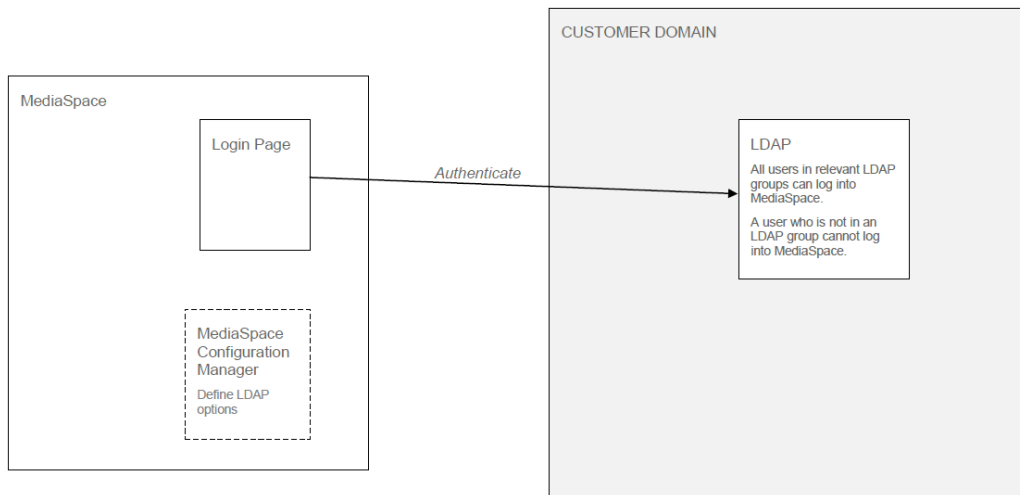 CUSTOMER DOMAIN
MediaSpace
Login Page
Authenticate
LDAP
All users in relevant LDAP
groups can log into
MediaSpace.
A user who is not in an
LDAP group cannot log
into MediaSpace.
MediaSpace
Configuration
Manager
Define LDAP
options